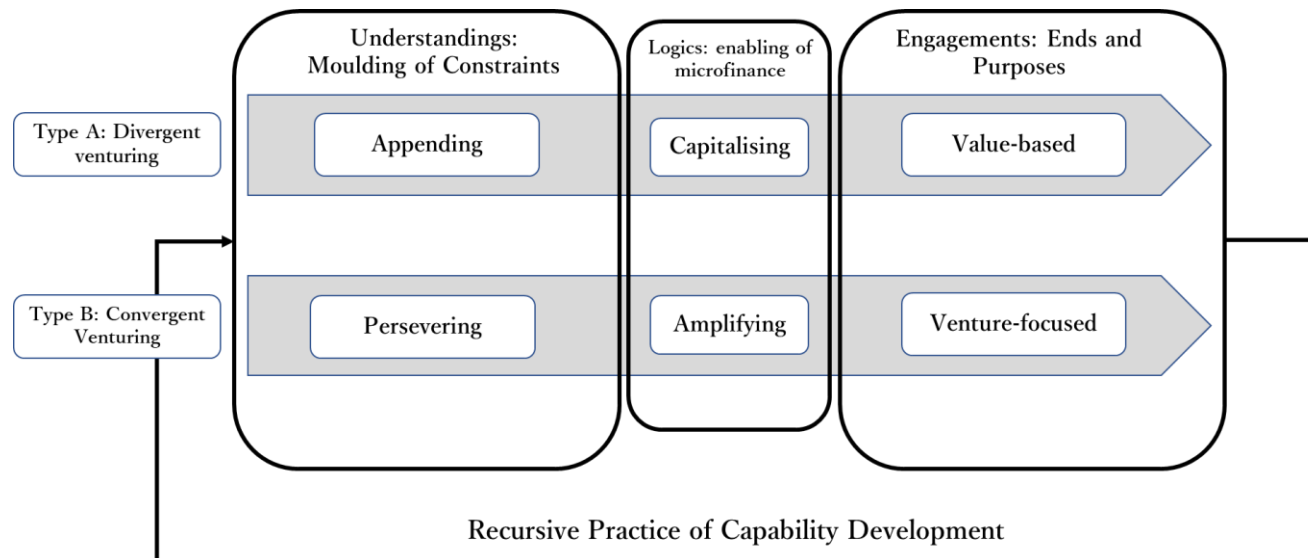 Understandings:
Moulding of Constraints
Logics: enabling of
microfinance
Engagements: Ends and
Purposes
Type A: Divergent
venturing
Appending
Capitalising
Value-based
Type B: Convergent
Venturing
Persevering
Amplifying
Venture-focused
Recursive Practice of Capability Development